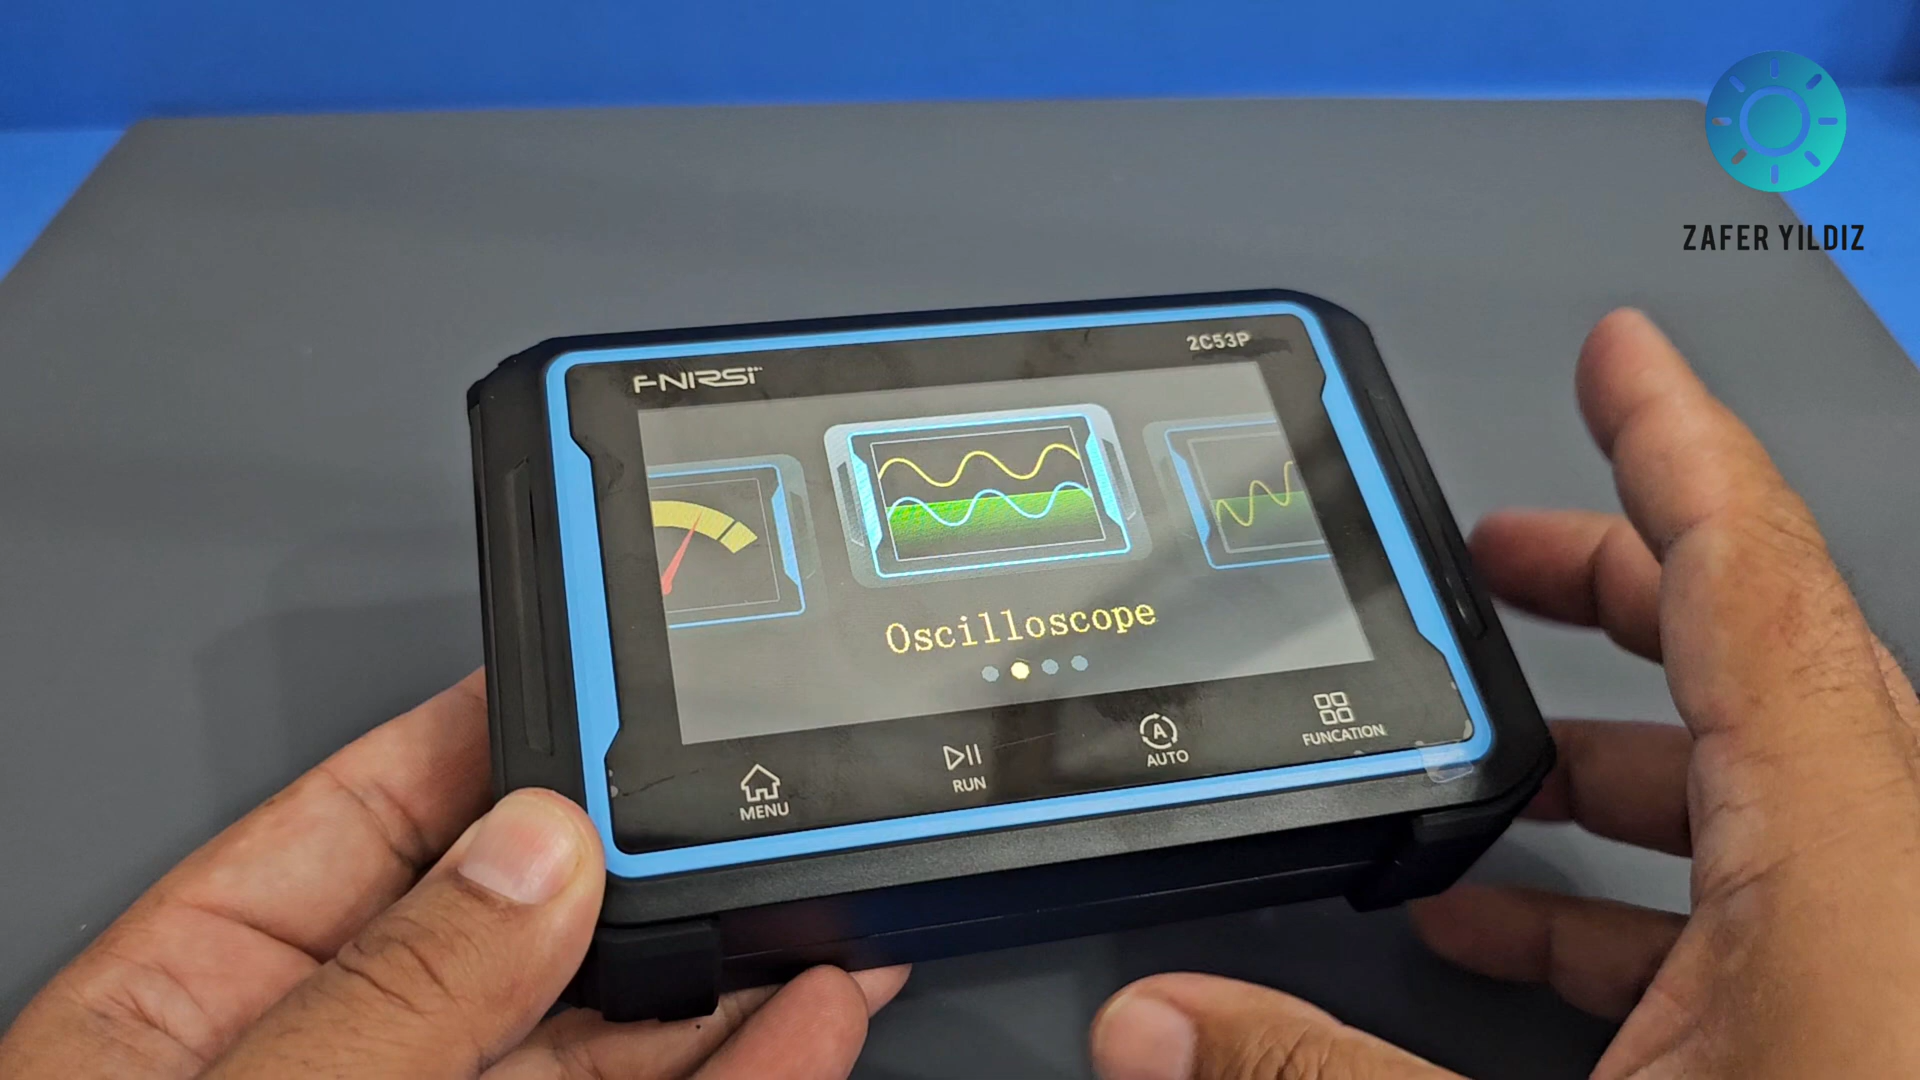 ZAFER YILDIZ
FNIRSI
2C53P
Oscilloscope
MENU
RUN
A
AUTO
FUNCATION